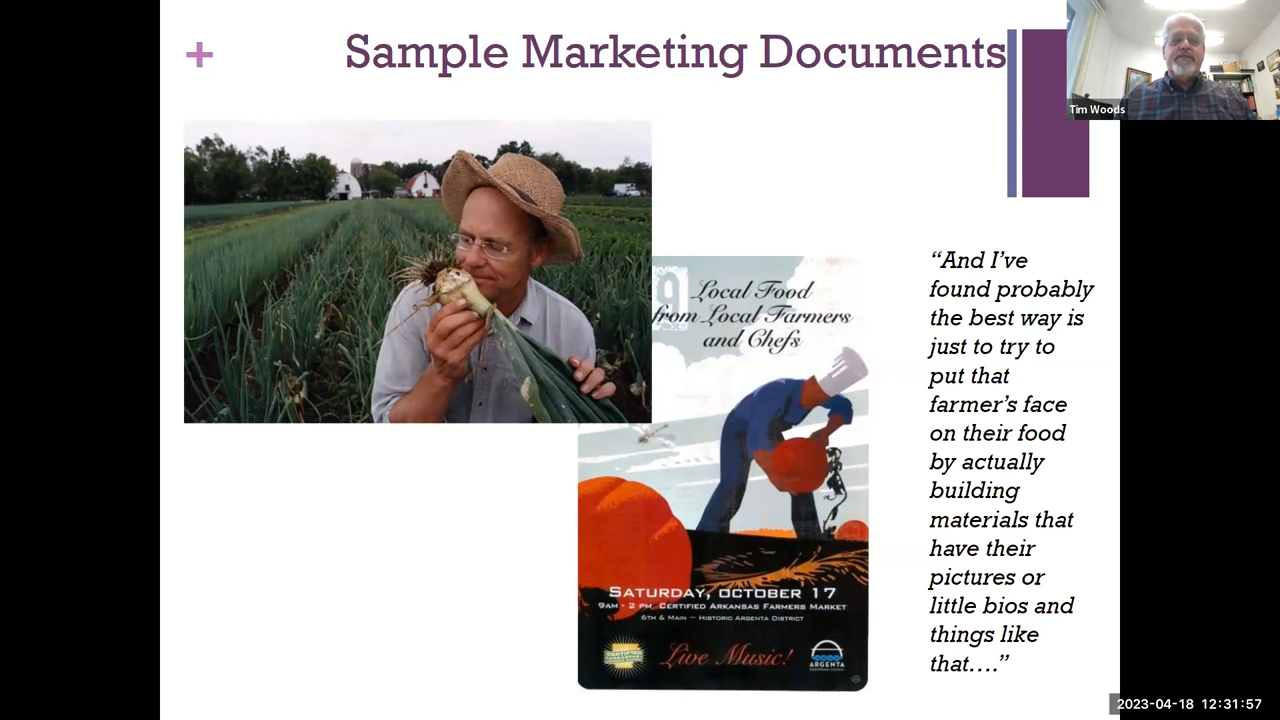 +
Sample Marketing Documents
Tim Woods
Local Food
from Local Farmers
and Chefs
Saturday, October 17
9am - 2 pm Certified Arkansas Farmers Market
6th & Main — Historic Argenta District
Live Music!
ARGENTA
“And I’ve
found probably
the best way is
just to try to
put that
farmer’s face
on their food
by actually
building
materials that
have their
pictures or
little bios and
things like
that….”
2023-04-18 12:31:57